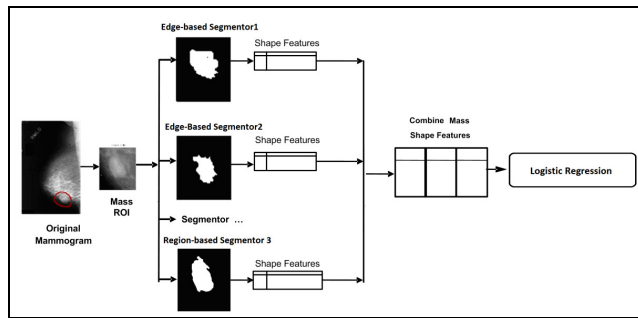 Edge-based Segmentor1
Shape Features
Combine Mass
Shape Features
Edge-Based Segmentor2
Shape Features
Logistic Regression
Mass
ROI
Segmentor ...
Original
Mammogram
Region-based Segmentor 3
Shape Features